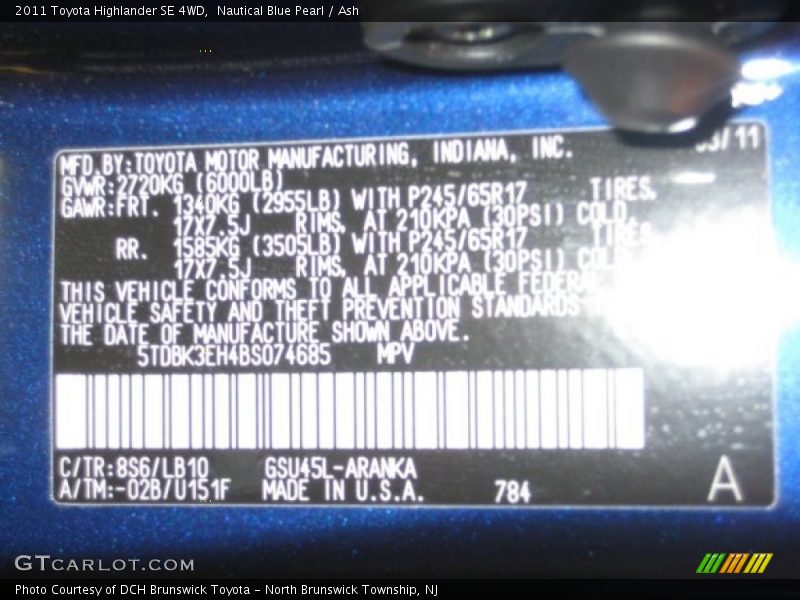 2011 Toyota Highlander SE 4WD,  Nautical Blue Pearl / Ash
/11
MFD.BY:TOYOTA MOTOR MANUFACTURING, INDIANA, INC.
GVWR:2720KG (6000LB)
GAWR:FRT. 1340KG (2955LB) WITH P245/65R17 TIRES,
17X7.5J RIMS, AT 210KPA (30PSI) COLD,
RR. 1585KG (3505LB) WITH P245/65R17 TIRES
17X7.5J RIMS, AT 210KPA (30PSI)
THIS VEHICLE CONFORMS TO ALL APPLICABLE FEDERAL
VEHICLE SAFETY AND THEFT PREVENTION STANDARDS
THE DATE OF MANUFACTURE SHOWN ABOVE.
5TDBK3EH4BS074685 MPV
C/TR:8S6/LB10 GSU45L-ARANKA
A/TM:-02B/U151F MADE IN U.S.A. 784
A
GTCARLOT.COM
Photo Courtesy of DCH Brunswick Toyota - North Brunswick Township, NJ